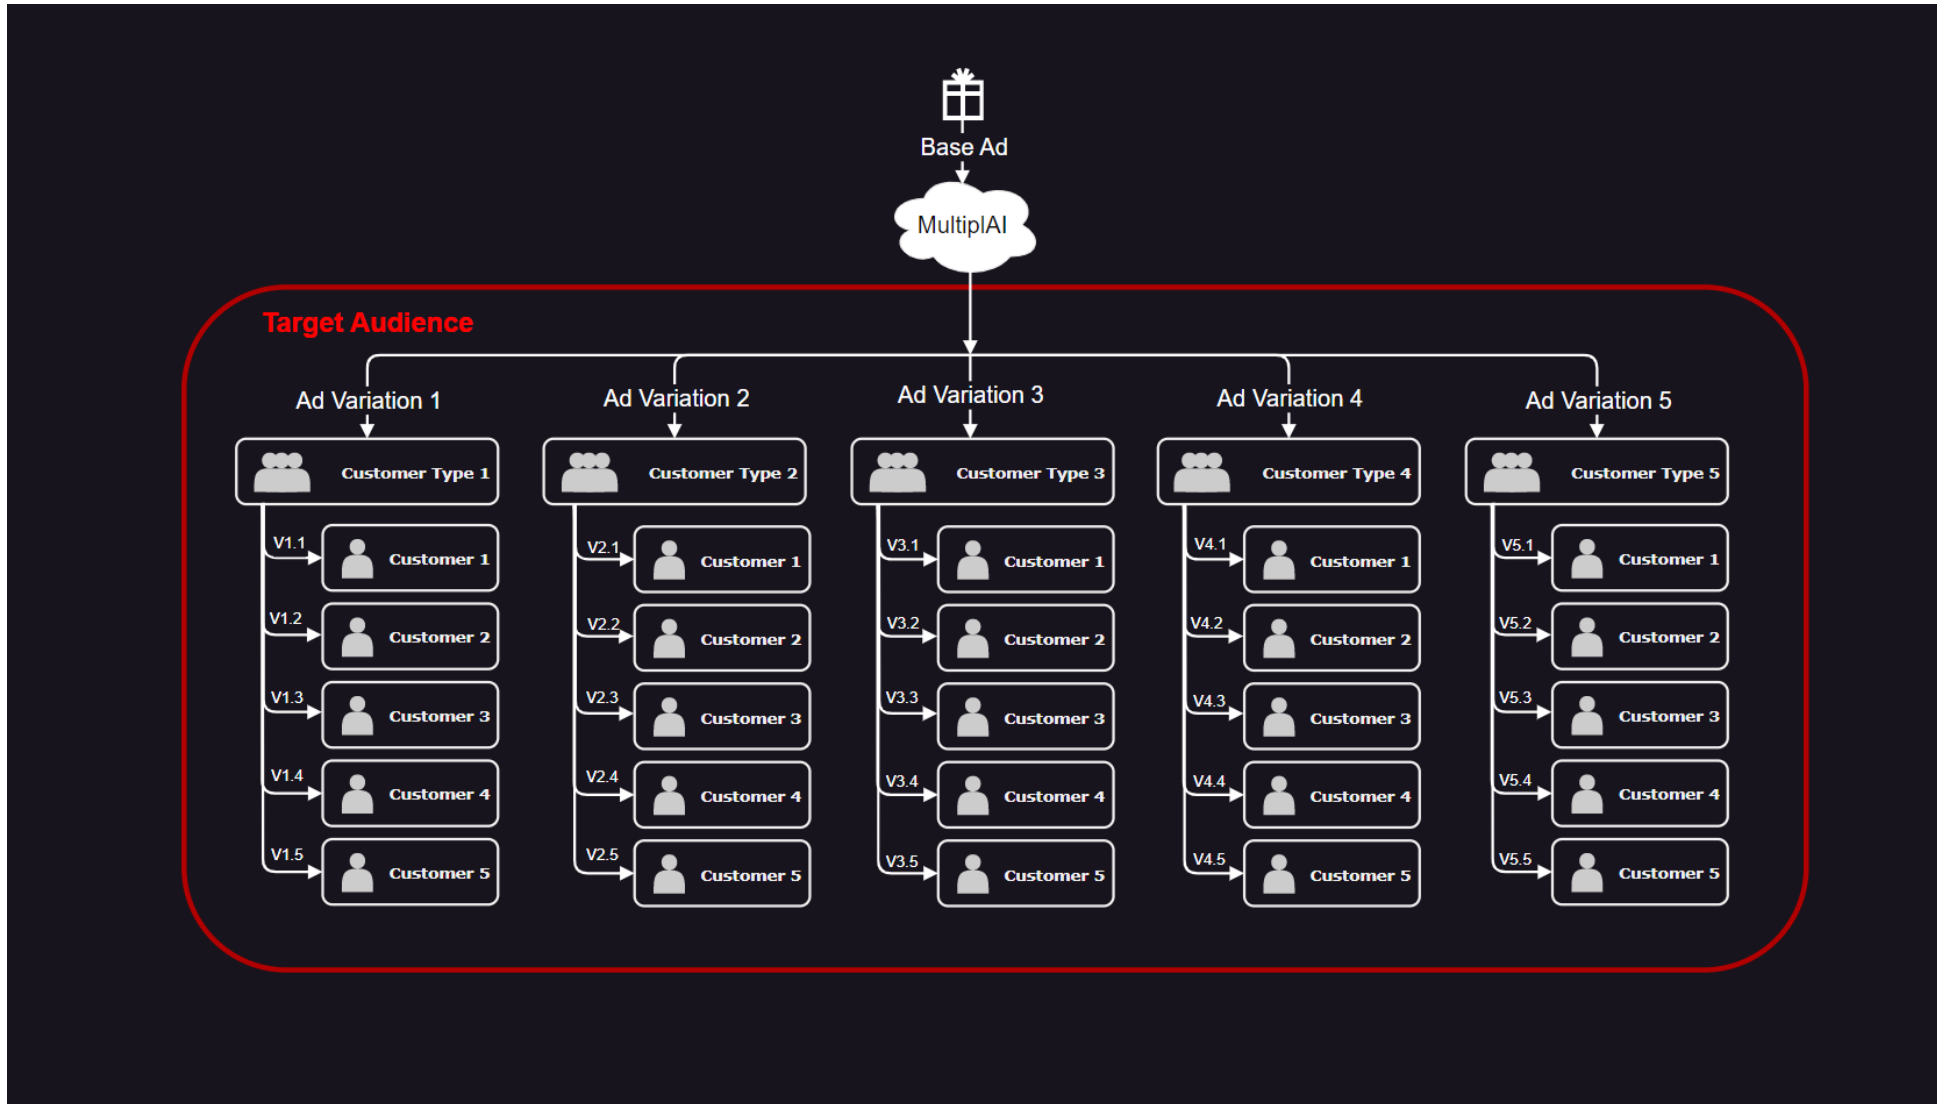 Base Ad
MultiplAI
Target Audience
Ad Variation 1
Ad Variation 2
Ad Variation 3
Ad Variation 4
Ad Variation 5
Customer Type 1
Customer Type 2
Customer Type 3
Customer Type 4
Customer Type 5
V1.1
Customer 1
V1.2
Customer 2
V1.3
Customer 3
V1.4
Customer 4
V1.5
Customer 5
V2.1
Customer 1
V2.2
Customer 2
V2.3
Customer 3
V2.4
Customer 4
V2.5
Customer 5
V3.1
Customer 1
V3.2
Customer 2
V3.3
Customer 3
V3.4
Customer 4
V3.5
Customer 5
V4.1
Customer 1
V4.2
Customer 2
V4.3
Customer 3
V4.4
Customer 4
V4.5
Customer 5
V5.1
Customer 1
V5.2
Customer 2
V5.3
Customer 3
V5.4
Customer 4
V5.5
Customer 5